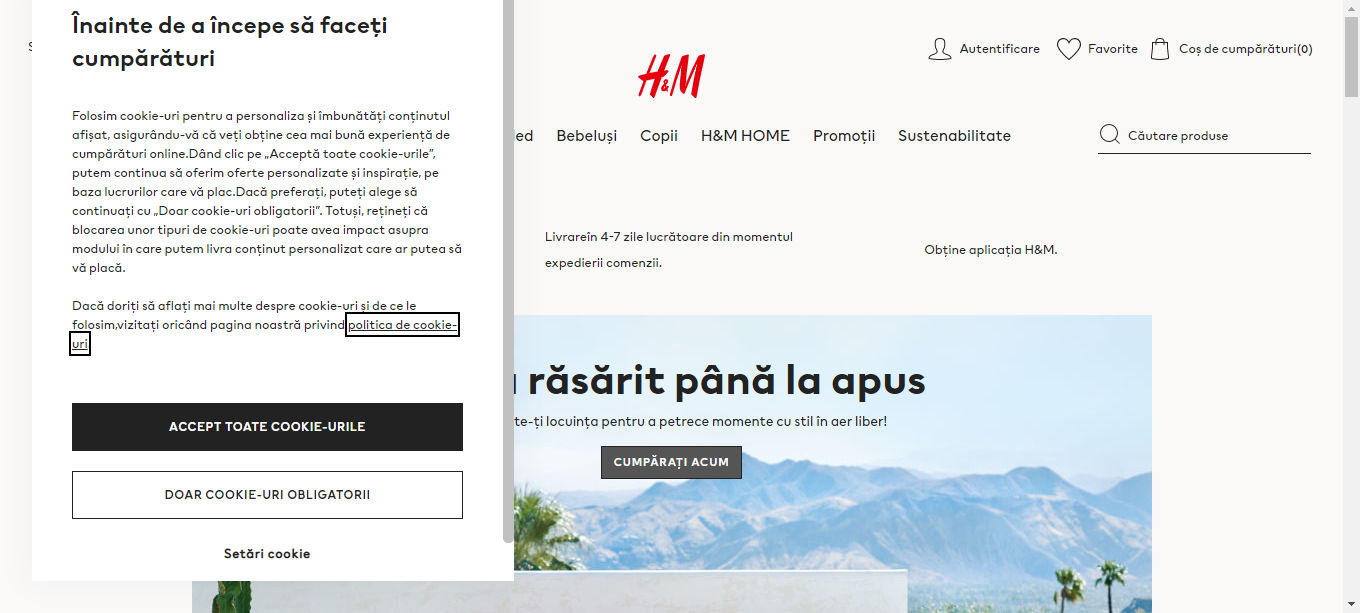 Înainte de a începe să faceți
cumpărături
Folosim cookie-uri pentru a personaliza și îmbunătăți conținutul
afișat, asigurându-vă că veți obține cea mai bună experiență de
cumpărături online.Dând clic pe „Acceptă toate cookie-urile”,
putem continua să oferim oferte personalizate și inspirație, pe
baza lucrurilor care vă plac.Dacă preferați, puteți alege să
continuați cu „Doar cookie-uri obligatorii”. Totuși, rețineți că
blocarea unor tipuri de cookie-uri poate avea impact asupra
modului în care putem livra conținut personalizat care ar putea să
vă placă.
Dacă doriți să aflați mai multe despre cookie-uri și de ce le
folosim,vizitați oricând pagina noastră privind politica de cookie-
uri
ACCEPT TOATE COOKIE-URILE
DOAR COOKIE-URI OBLIGATORII
Setări cookie
H&M
Autentificare Favorite Coș de cumpărături(0)
Bebeluși Copii H&M HOME Promoții Sustenabilitate Căutare produse
Livrareîn 4-7 zile lucrătoare din momentul
expedierii comenzii.
Obține aplicația H&M.
răsărit până la apus
te-ți locuința pentru a petrece momente cu stil în aer liber!
CUMPĂRAȚI ACUM